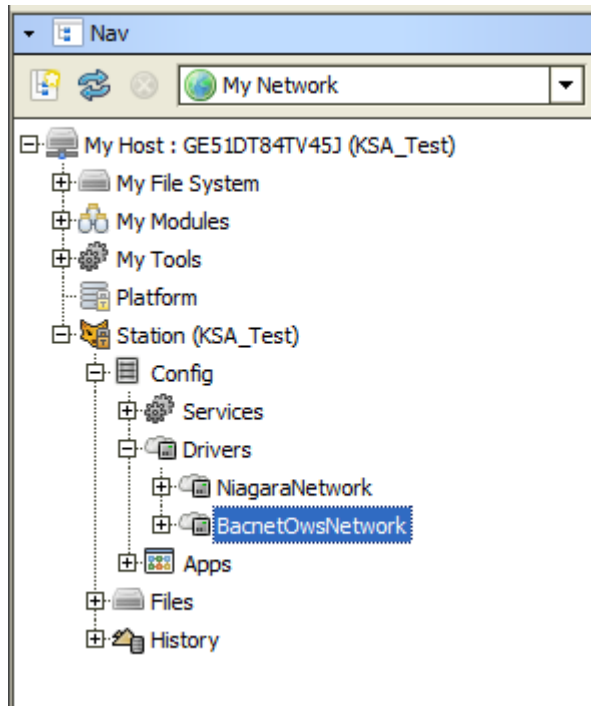 Nav
My Network
My Host : GE51DT84TV45J (KSA_Test)
My File System
My Modules
My Tools
Platform
Station (KSA_Test)
Config
Services
Drivers
NiagaraNetwork
BacnetOwsNetwork
Apps
Files
History